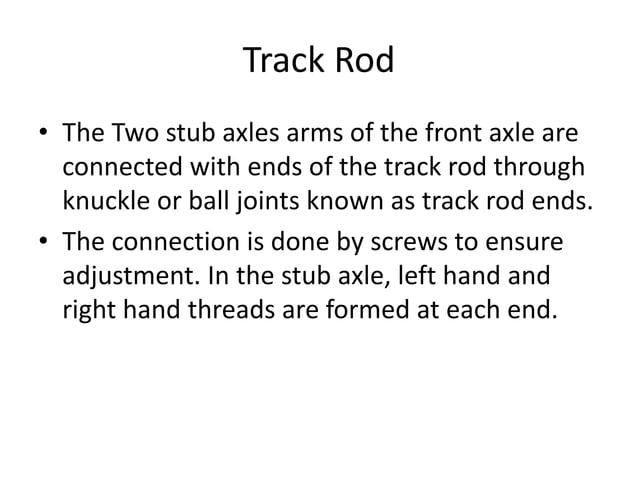 Track Rod
• The Two stub axles arms of the front axle are
connected with ends of the track rod through
knuckle or ball joints known as track rod ends.
• The connection is done by screws to ensure
adjustment. In the stub axle, left hand and
right hand threads are formed at each end.